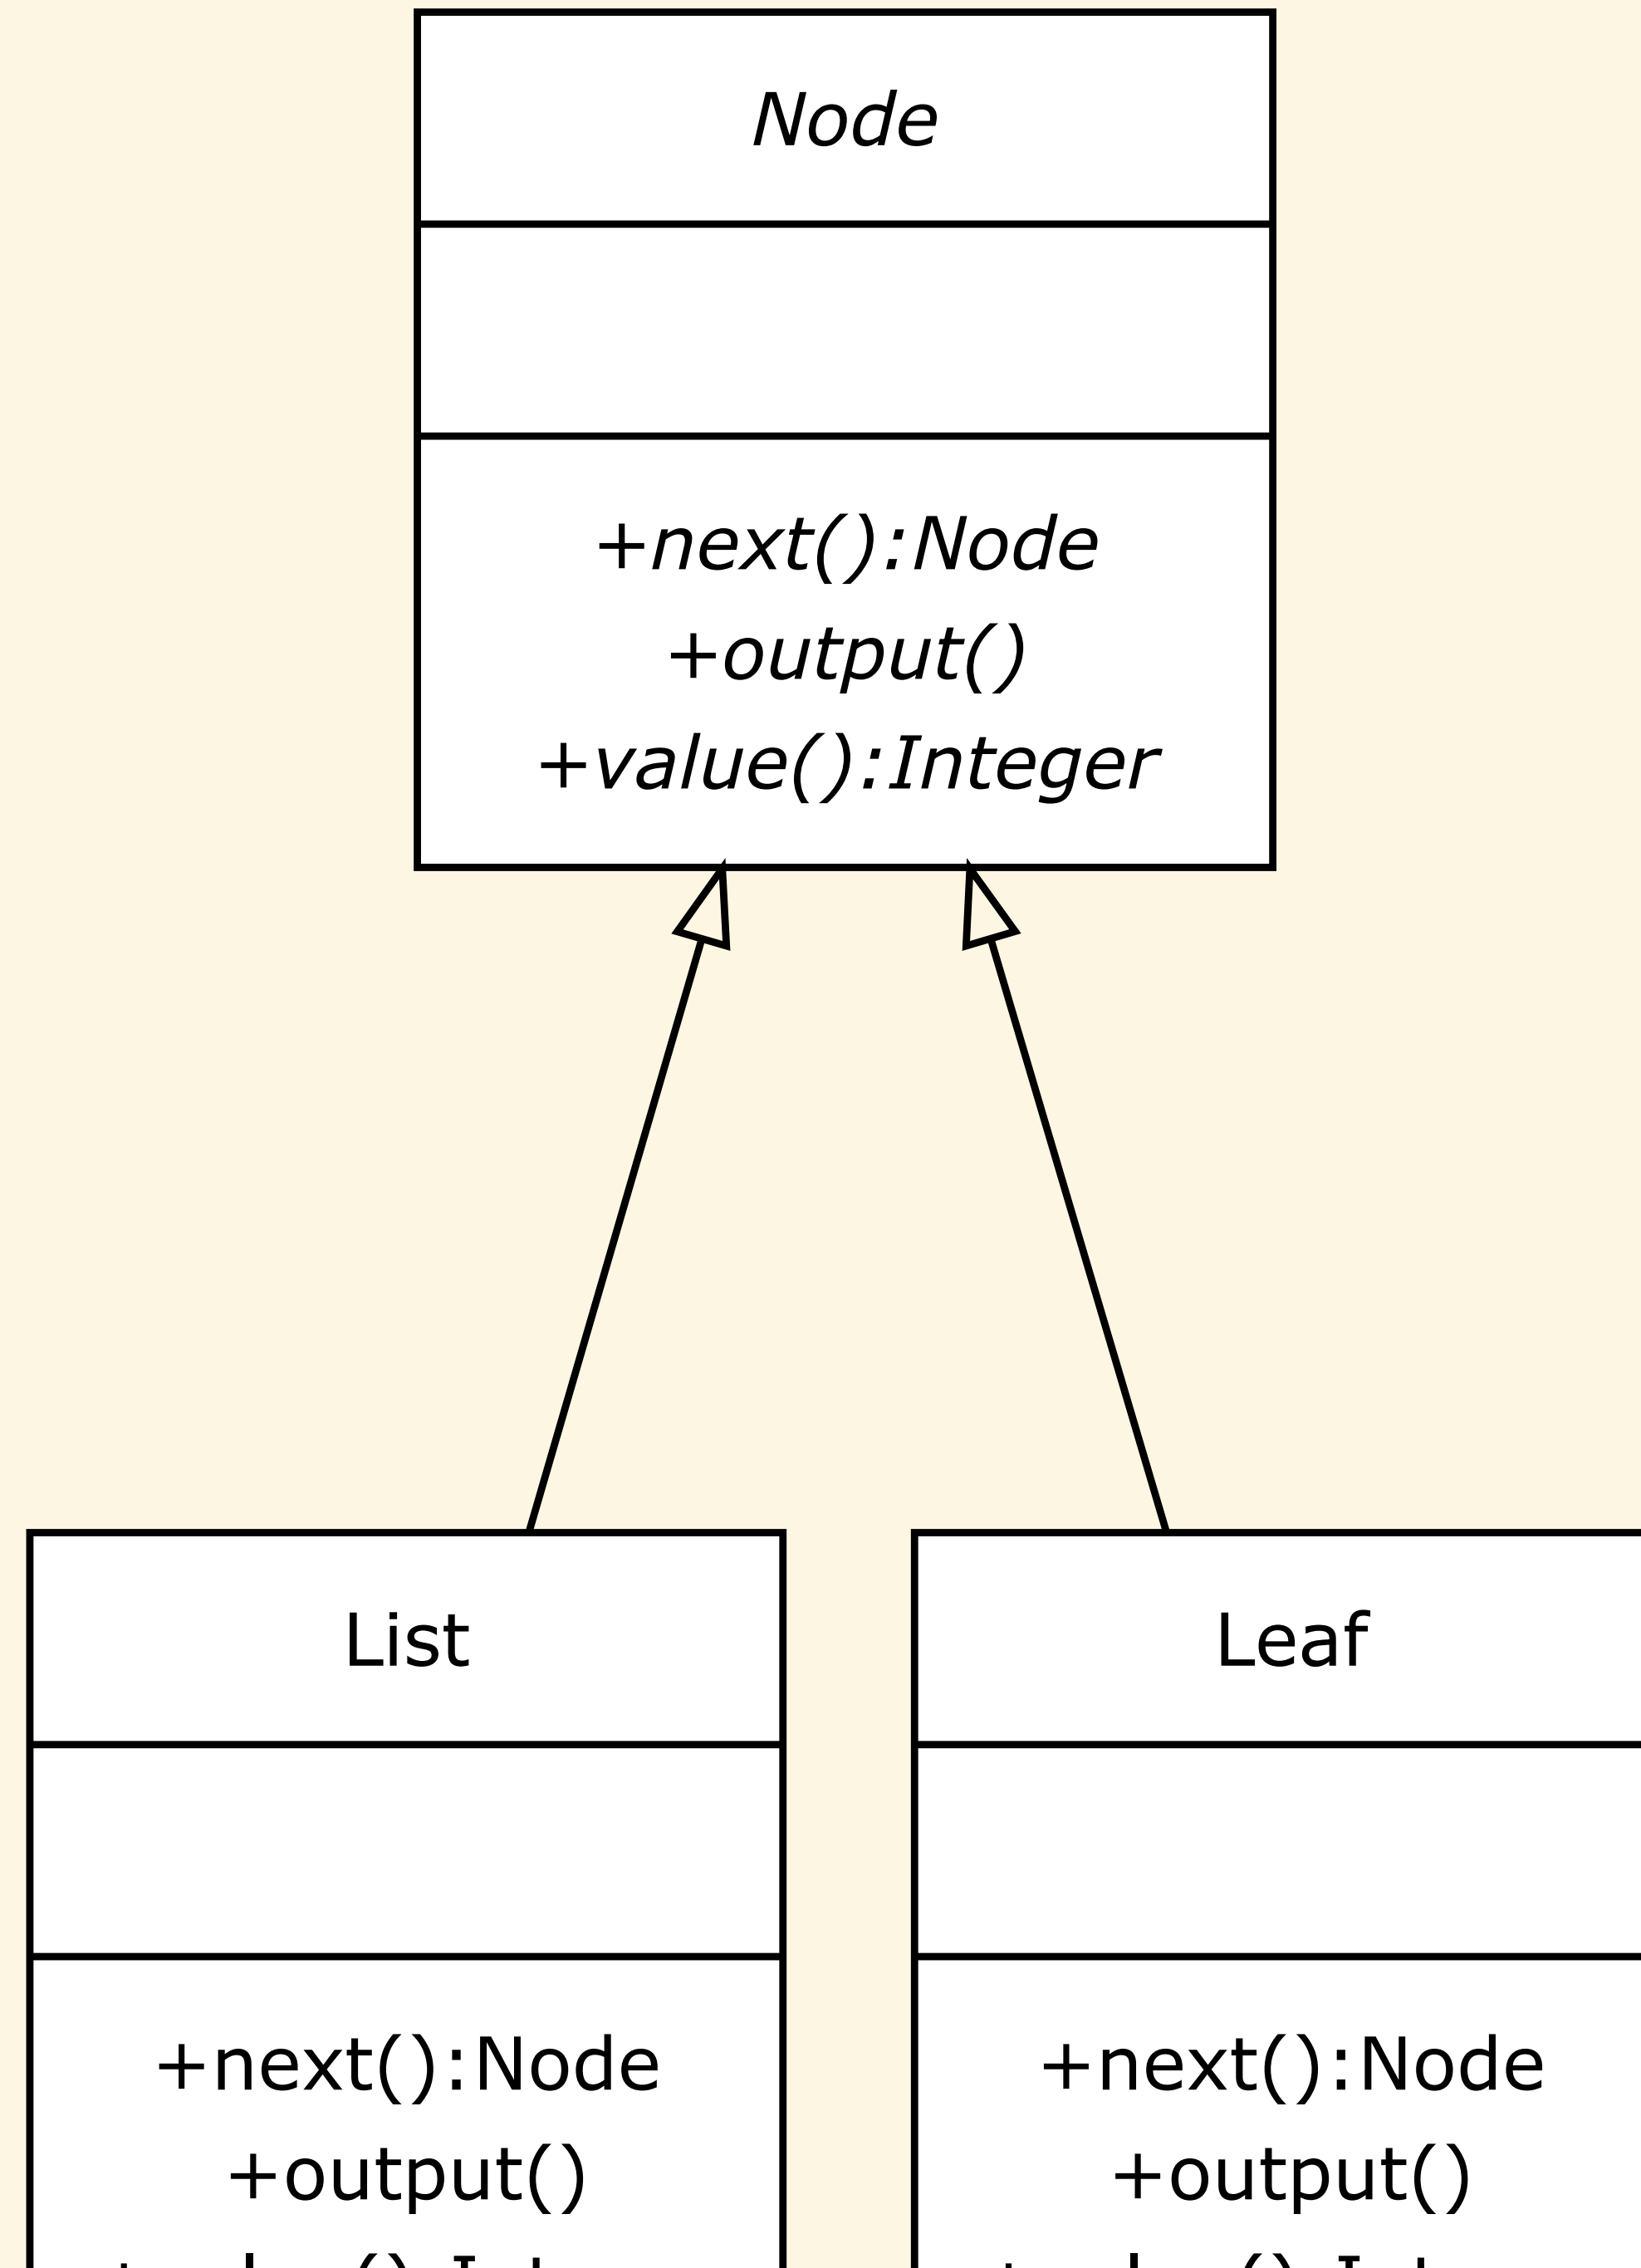 Node
+next():Node
+output()
+value():Integer
List
Leaf
+next():Node
+output()
+next():Node
+output()